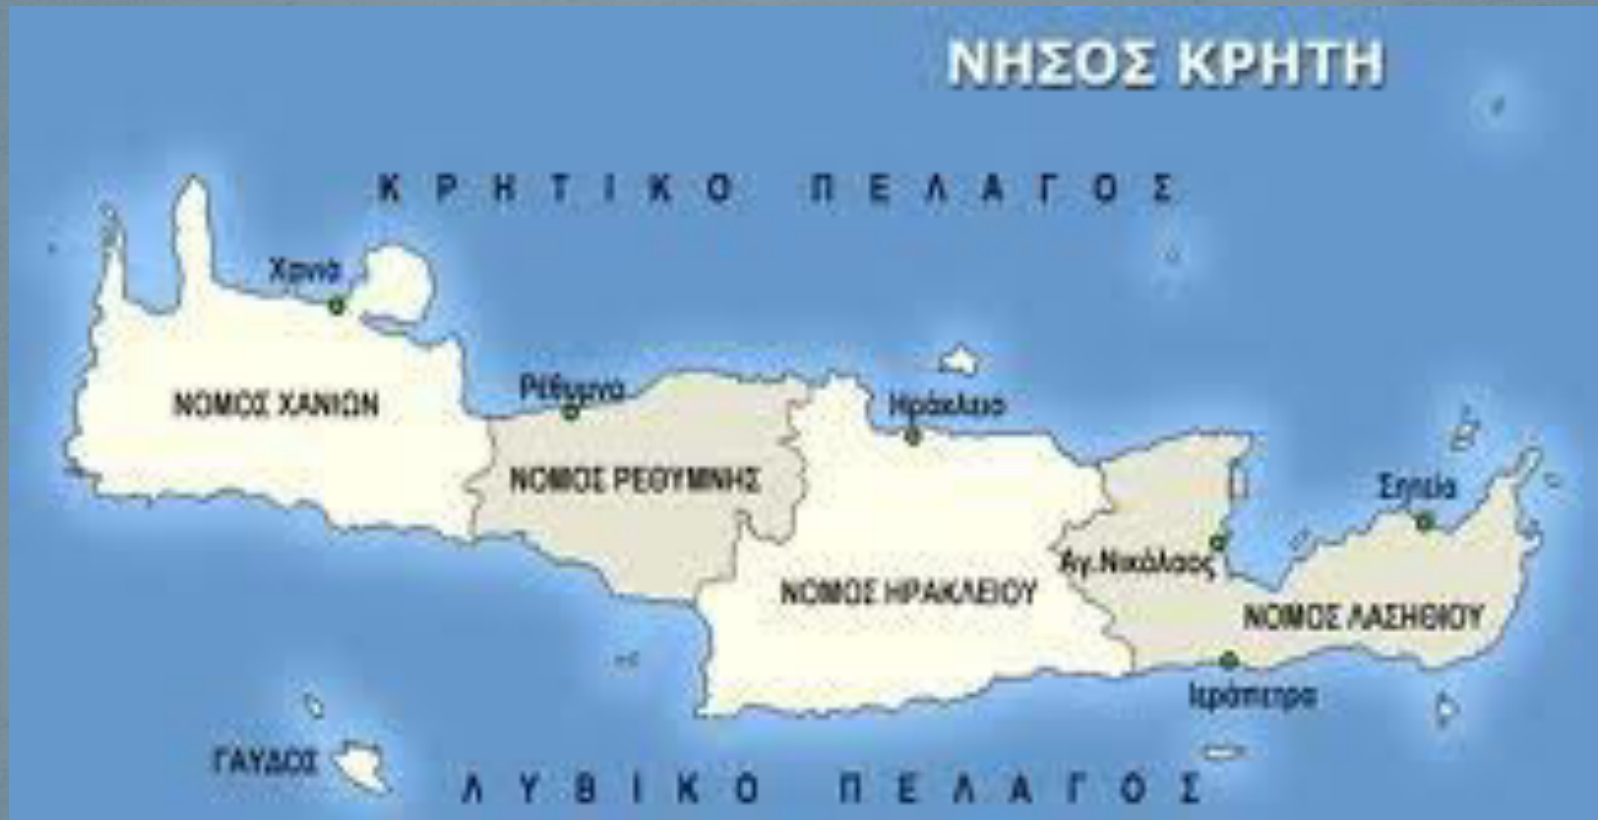 ΝΗΣΟΣ ΚΡΗΤΗ
ΚΡΗΤΙΚΟ ΠΕΛΑΓΟΣ
Χανιά
ΝΟΜΟΣ ΧΑΝΙΩΝ
Ρέθυμνο
Ηράκλειο
ΝΟΜΟΣ ΡΕΘΥΜΝΗΣ
Σητεία
Αγ.Νικόλαος
ΝΟΜΟΣ ΗΡΑΚΛΕΙΟΥ
ΝΟΜΟΣ ΛΑΣΗΘΙΟΥ
Ιεράπετρα
ΓΑΥΔΟΣ
ΛΥΒΙΚΟ ΠΕΛΑΓΟΣ